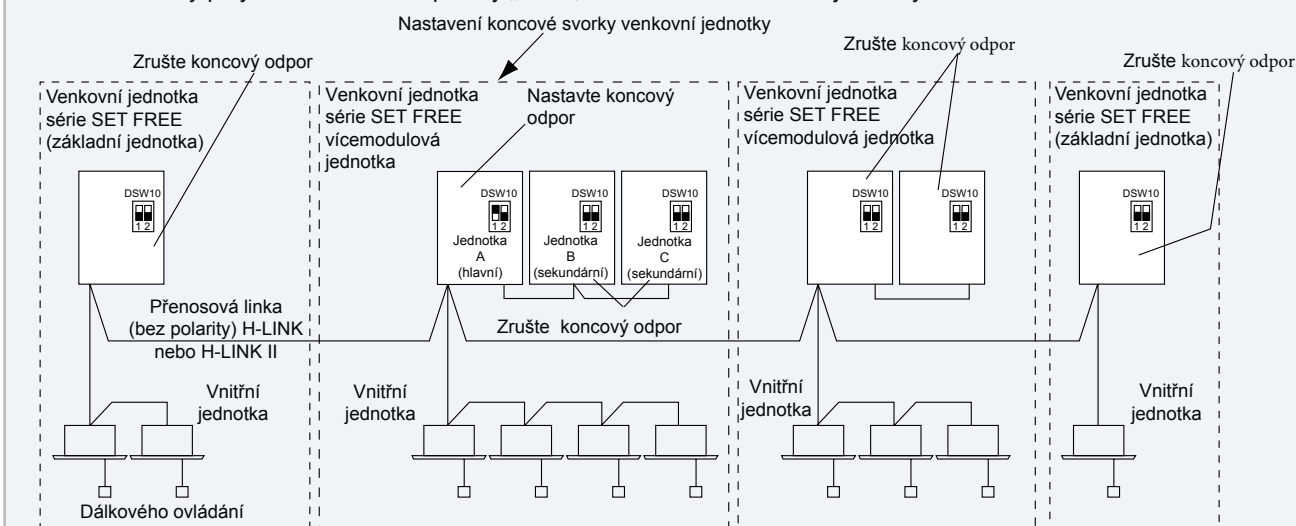 Nastavení koncové svorky venkovní jednotky
Zrušte koncový odpor
Zrušte koncový odpor
Zrušte koncový odpor
Venkovní jednotka
série SET FREE
(základní jednotka)
Venkovní jednotka
série SET FREE
vícemodulová
jednotka
Nastavte koncový
odpor
Venkovní jednotka
série SET FREE
vícemodulová jednotka
Venkovní jednotka
série SET FREE
(základní jednotka)
DSW10
1 2
DSW10
1 2
Jednotka
A
(hlavní)
DSW10
1 2
Jednotka
B
(sekundární)
DSW10
1 2
Jednotka
C
(sekundární)
DSW10
1 2
DSW10
1 2
DSW10
1 2
Přenosová linka
(bez polarity) H-LINK
nebo H-LINK II
Zrušte koncový odpor
Vnitřní
jednotka
Vnitřní
jednotka
Vnitřní
jednotka
Vnitřní
jednotka
Dálkového ovládání